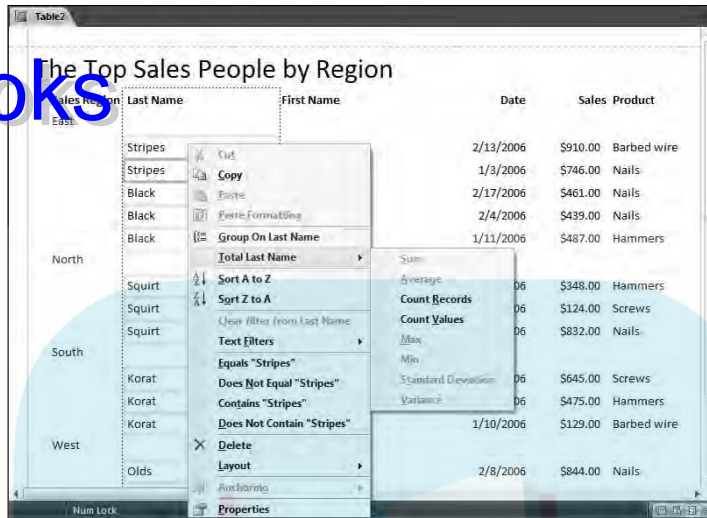 Table2
The Top Sales People by Region
oks
Sales Region Last Name First Name Date Sales Product
East
Stripes 2/13/2006 $910.00 Barbed wire
Stripes 1/3/2006 $746.00 Nails
Black 2/17/2006 $461.00 Nails
Black 2/4/2006 $439.00 Nails
Black 1/11/2006 $487.00 Hammers
North
Squirt 06 $348.00 Hammers
Squirt 06 $124.00 Screws
Squirt 06 $832.00 Nails
South
Korat 06 $645.00 Screws
Korat 06 $475.00 Hammers
Korat 1/10/2006 $129.00 Barbed wire
West
Olds 2/8/2006 $844.00 Nails
Cut
Copy
Paste
Paste Formatting
Group On Last Name
Total Last Name
Sort A to Z
Sort Z to A
Clear filter from Last Name
Text Filters
Equals "Stripes"
Does Not Equal "Stripes"
Contains "Stripes"
Does Not Contain "Stripes"
Delete
Layout
Anchoring
Properties
Sum
Average
Count Records
Count Values
Max
Min
Standard Deviation
Variance
Num Lock